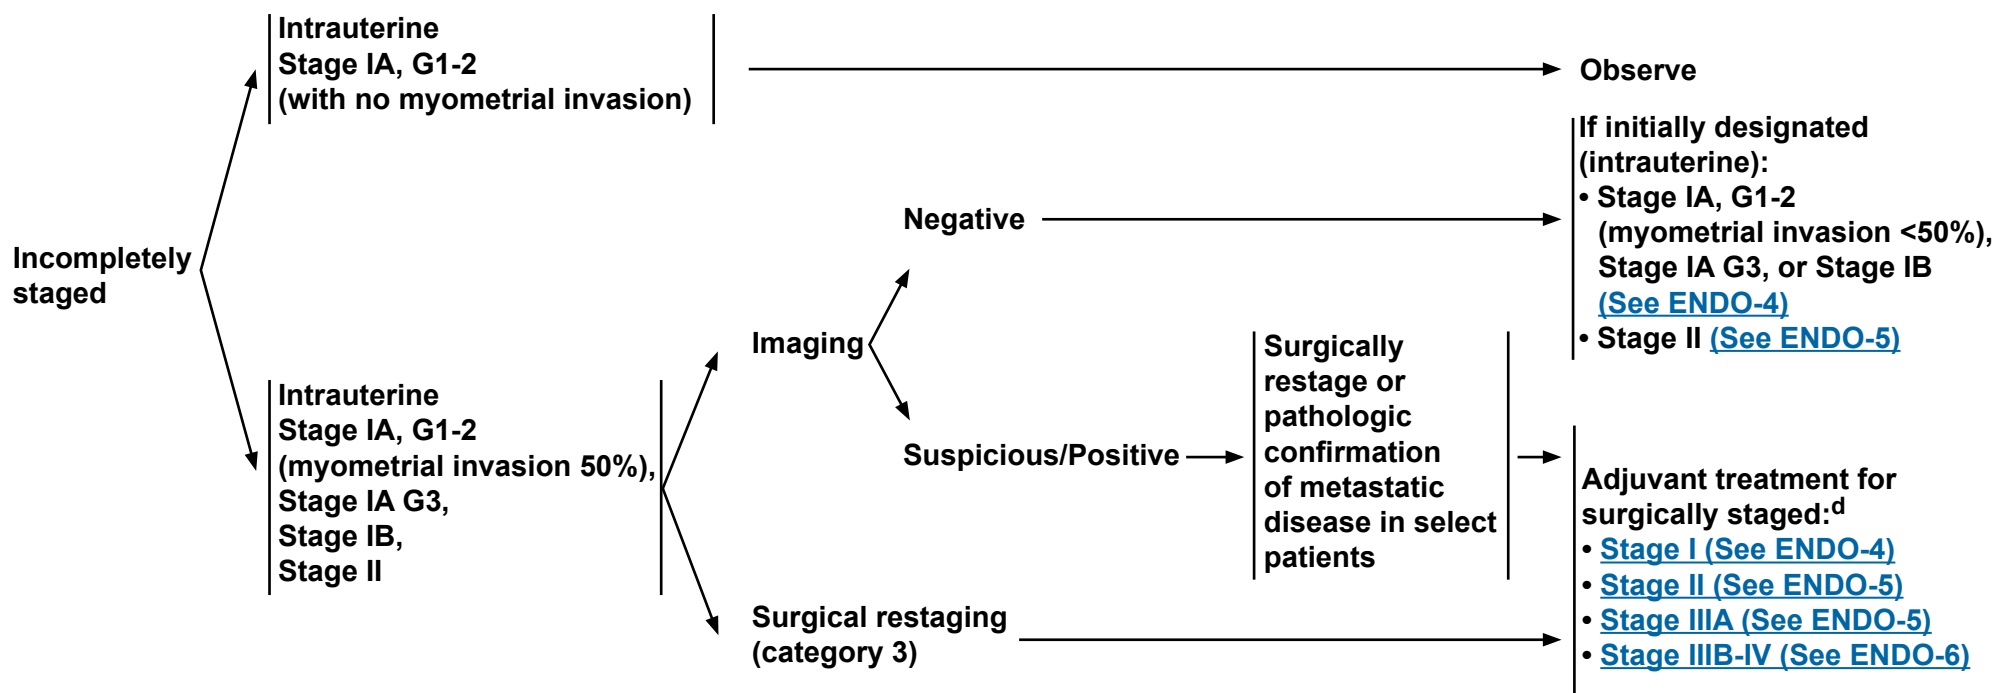 Incompletely
staged
Intrauterine
Stage IA, G1-2
(with no myometrial invasion)
Observe
Intrauterine
Stage IA, G1-2
(myometrial invasion 50%),
Stage IA G3,
Stage IB,
Stage II
Imaging
Negative
If initially designated
(intrauterine):
• Stage IA, G1-2
(myometrial invasion <50%),
Stage IA G3, or Stage IB
(See ENDO-4)
• Stage II (See ENDO-5)
Suspicious/Positive
Surgically
restage or
pathologic
confirmation
of metastatic
disease in select
patients
Surgical restaging
(category 3)
Adjuvant treatment for
surgically staged:d
• Stage I (See ENDO-4)
• Stage II (See ENDO-5)
• Stage IIIA (See ENDO-5)
• Stage IIIB-IV (See ENDO-6)